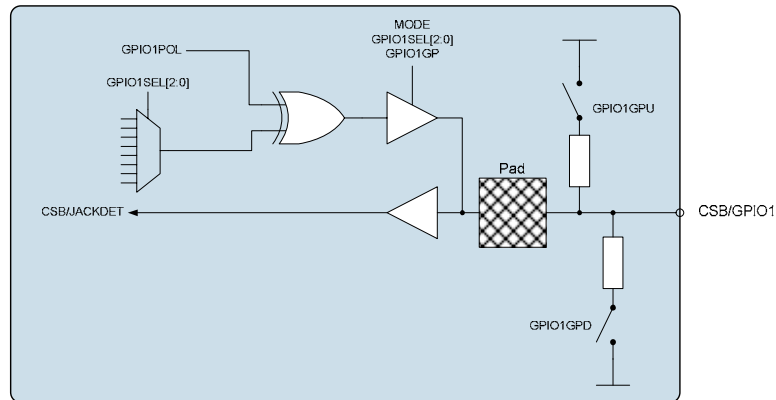 MODE
GPIO1SEL[2:0]
GPIO1GP
GPIO1POL
GPIO1SEL[2:0]
GPIO1GPU
Pad
CSB/JACKDET
CSB/GPIO1
GPIO1GPD